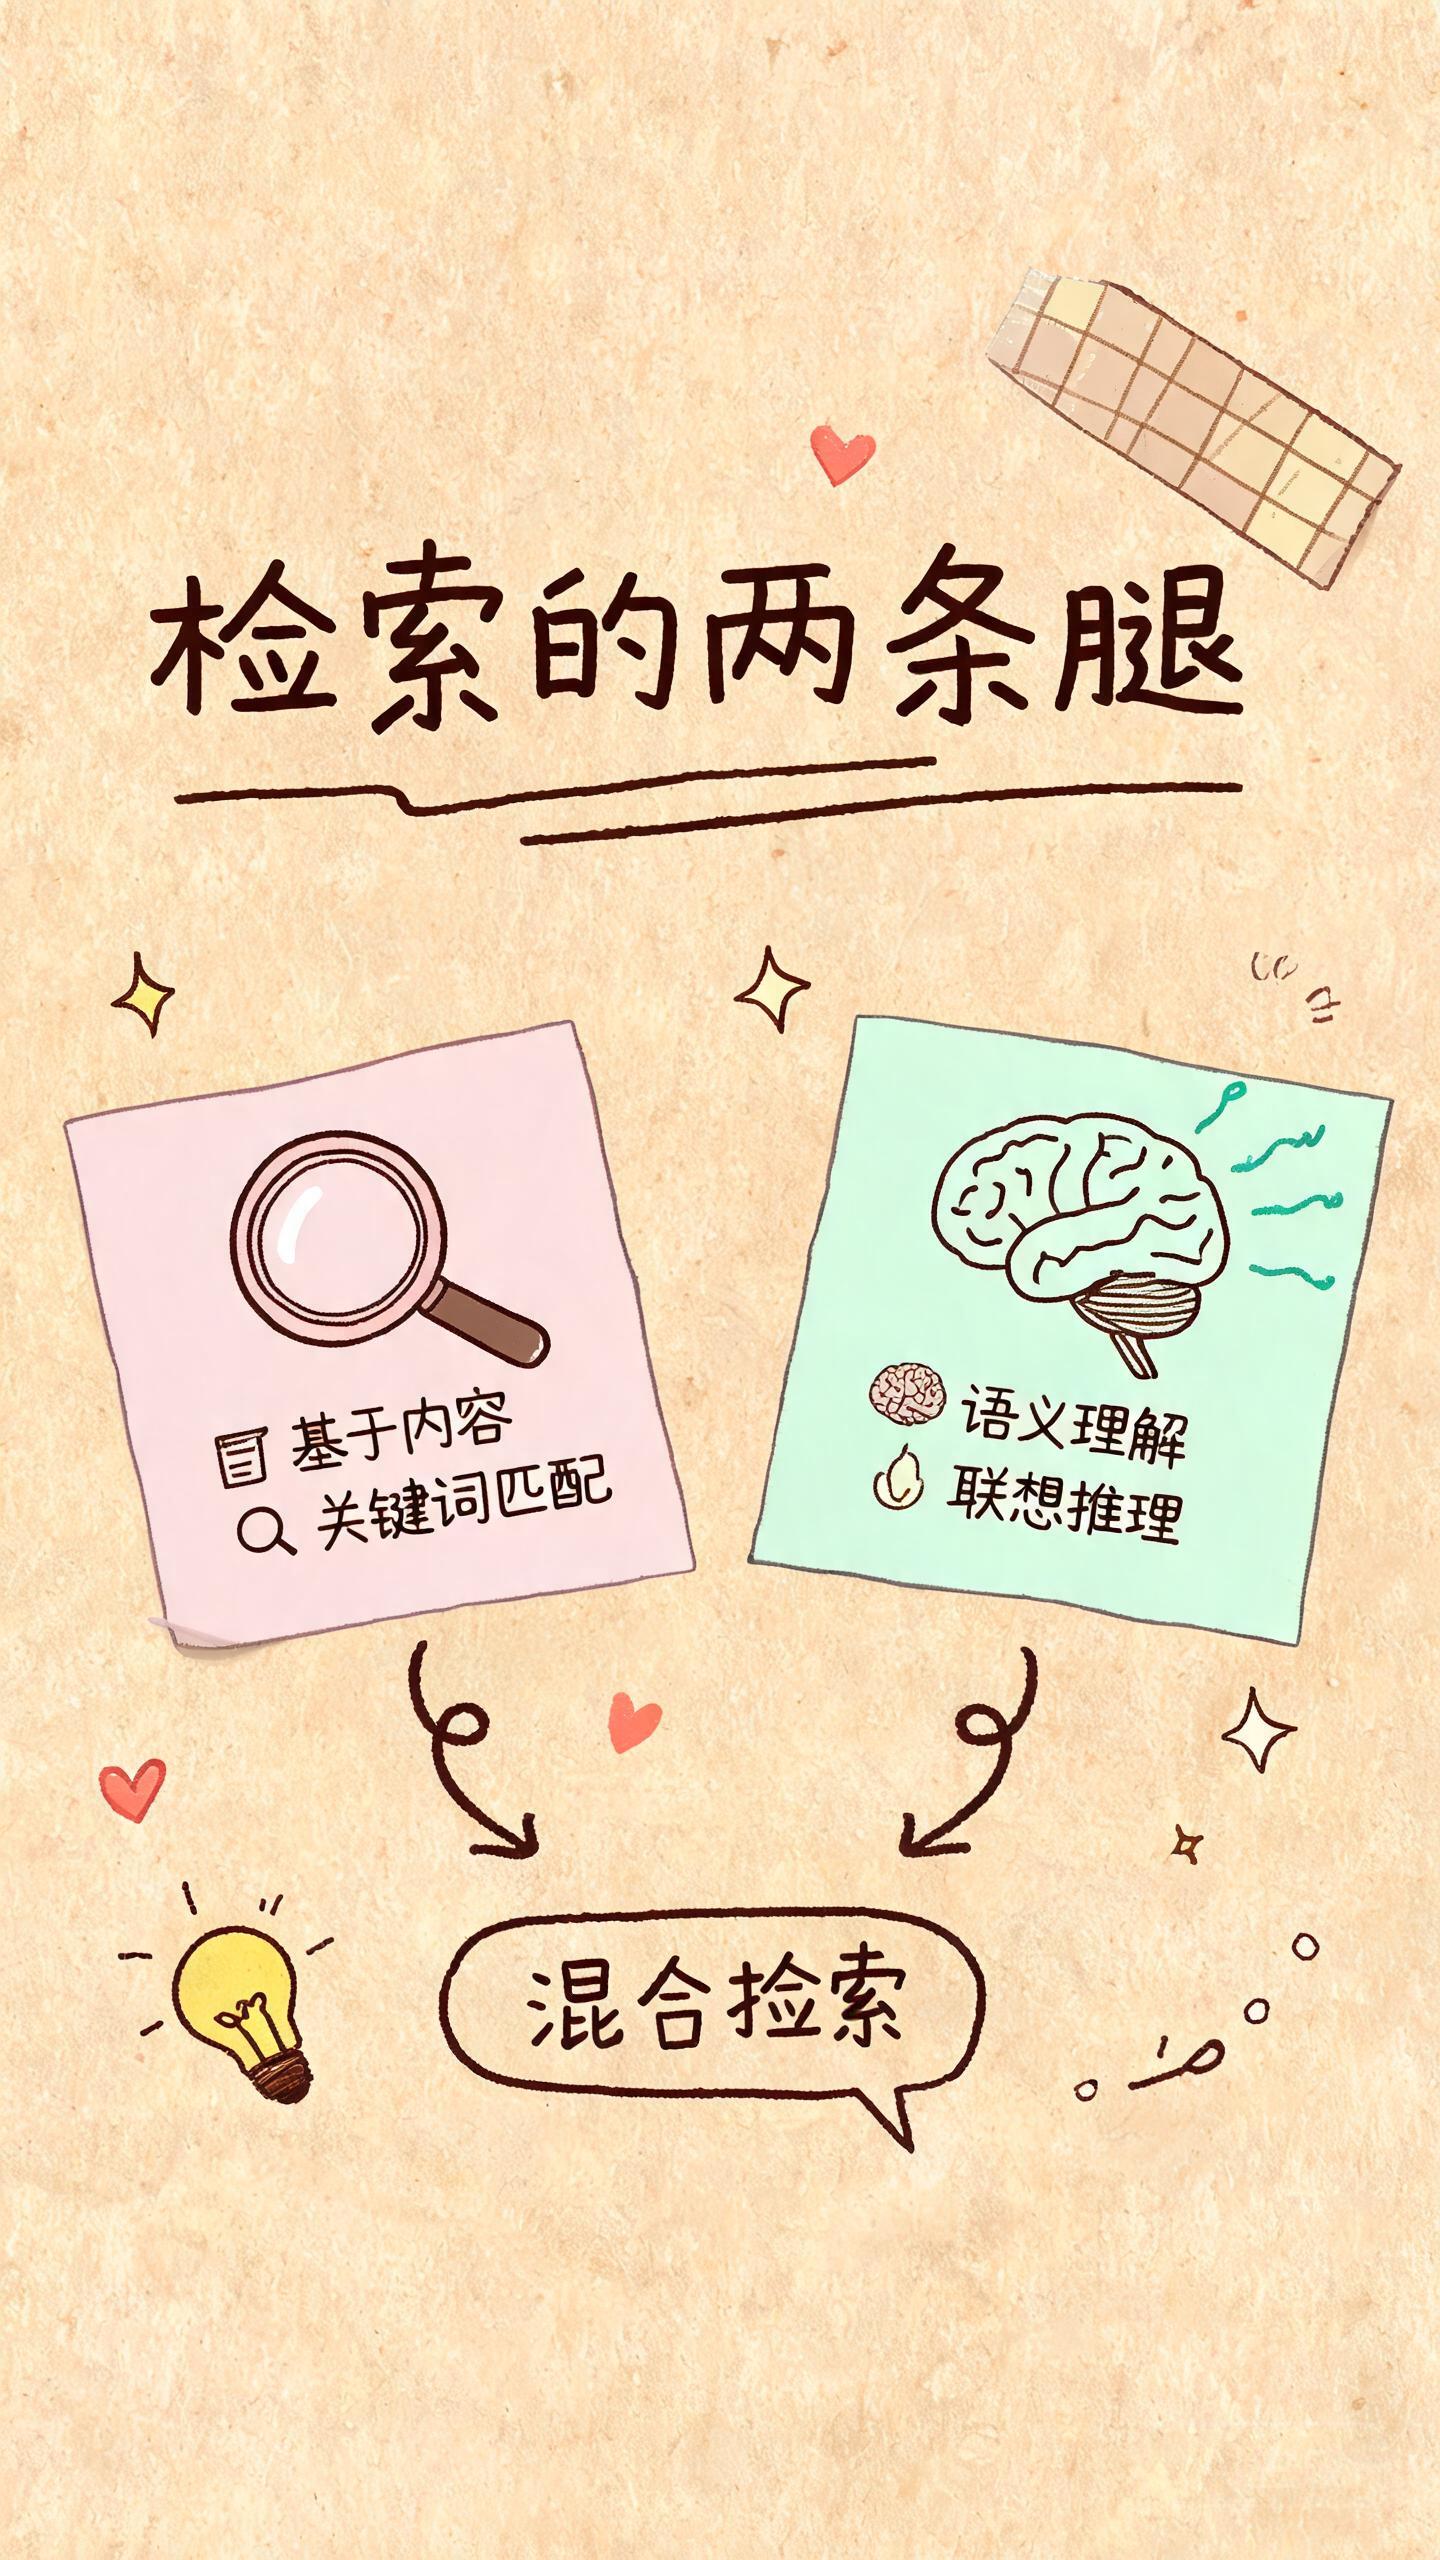 检索的两条腿
基于内容
关键词匹配
语义理解
联想推理
混合捡索